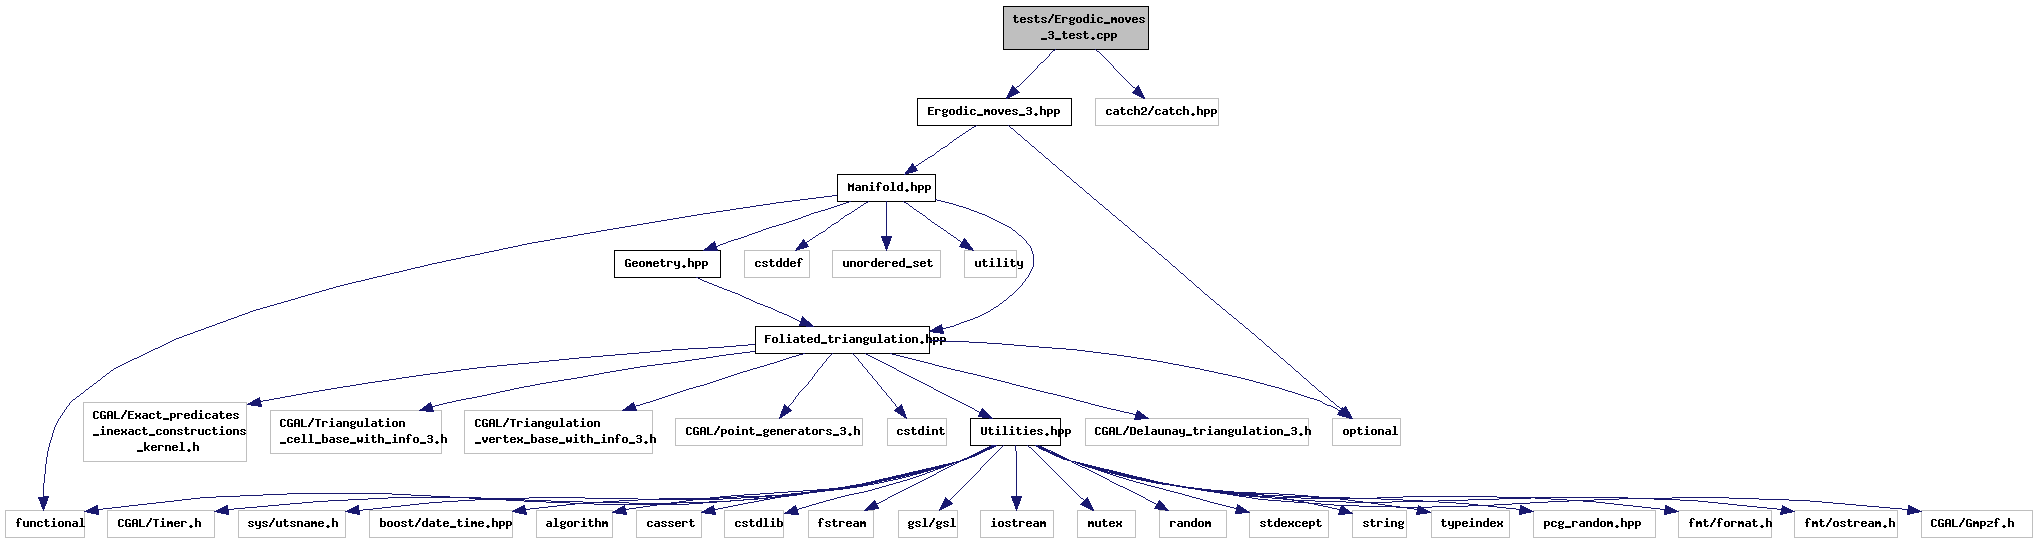 tests/Ergodic_moves
_3_test.cpp
Ergodic_moves_3.hpp
catch2/catch.hpp
Manifold.hpp
Geometry.hpp
cstddef
unordered_set
utility
Foliated_triangulation.hpp
CGAL/Exact_predicates
_inexact_constructions
_kernel.h
CGAL/Triangulation
_cell_base_with_info_3.h
CGAL/Triangulation
_vertex_base_with_info_3.h
CGAL/point_generators_3.h
cstdint
Utilities.hpp
CGAL/Delaunay_triangulation_3.h
optional
functional
CGAL/Timer.h
sys/utsname.h
boost/date_time.hpp
algorithm
cassert
cstdlib
fstream
gsl/gsl
iostream
mutex
random
stdexcept
string
typeindex
pcg_random.hpp
fmt/format.h
fmt/ostream.h
CGAL/Gmpzf.h